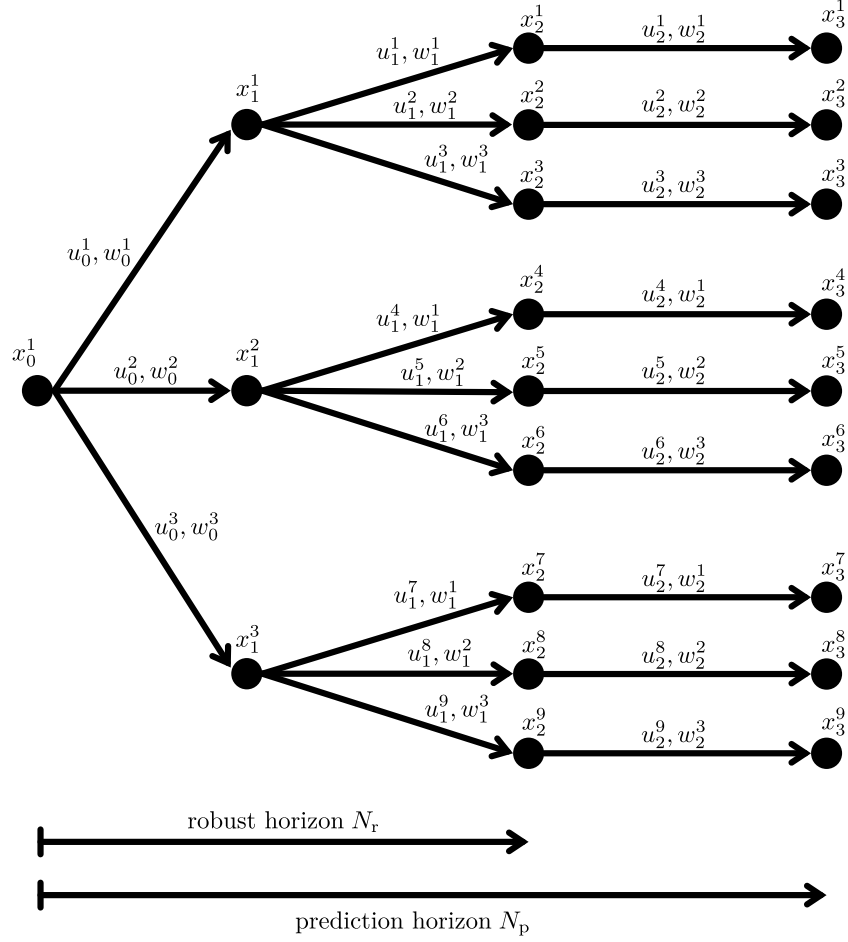 x_2^1
u_2^1, w_2^1
x_3^1
u_1^1, w_1^1
x_1^1
u_1^2, w_1^2
x_2^2
u_2^2, w_2^2
x_3^2
u_1^3, w_1^3
x_2^3
u_2^3, w_2^3
x_3^3
u_0^1, w_0^1
x_2^4
u_2^4, w_2^1
x_3^4
u_1^4, w_1^1
x_0^1
u_0^2, w_0^2
x_1^2
u_1^5, w_1^2
x_2^5
u_2^5, w_2^2
x_3^5
u_1^6, w_1^3
x_2^6
u_2^6, w_2^3
x_3^6
u_0^3, w_0^3
x_2^7
u_2^7, w_2^1
x_3^7
u_1^7, w_1^1
x_1^3
u_1^8, w_1^2
x_2^8
u_2^8, w_2^2
x_3^8
u_1^9, w_1^3
x_2^9
u_2^9, w_2^3
x_3^9
robust horizon N_r
prediction horizon N_p